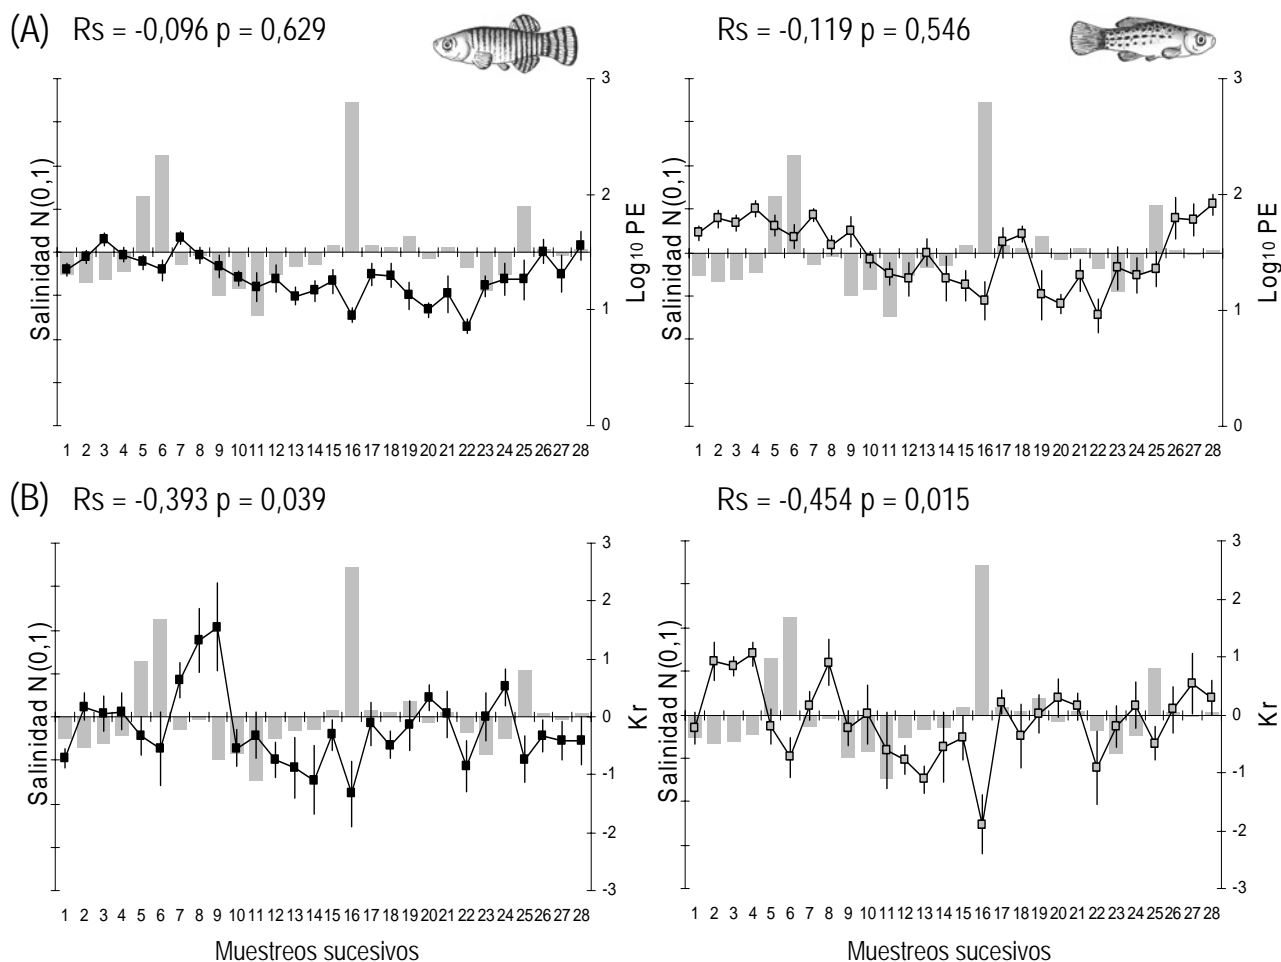 (A) Rs = -0,096 p = 0,629
Rs = -0,119 p = 0,546
Salinidad N(0,1)
3
2
1
0
Log10 PE
1 2 3 4 5 6 7 8 9 10 11 12 13 14 15 16 17 18 19 20 21 22 23 24 25 26 27 28
Salinidad N(0,1)
3
2
1
0
Log10 PE
1 2 3 4 5 6 7 8 9 10 11 12 13 14 15 16 17 18 19 20 21 22 23 24 25 26 27 28
(B) Rs = -0,393 p = 0,039
Rs = -0,454 p = 0,015
Salinidad N(0,1)
3
2
1
0
-1
-2
-3
Kr
1 2 3 4 5 6 7 8 9 10 11 12 13 14 15 16 17 18 19 20 21 22 23 24 25 26 27 28
Muestreos sucesivos
Salinidad N(0,1)
3
2
1
0
-1
-2
-3
Kr
1 2 3 4 5 6 7 8 9 10 11 12 13 14 15 16 17 18 19 20 21 22 23 24 25 26 27 28
Muestreos sucesivos